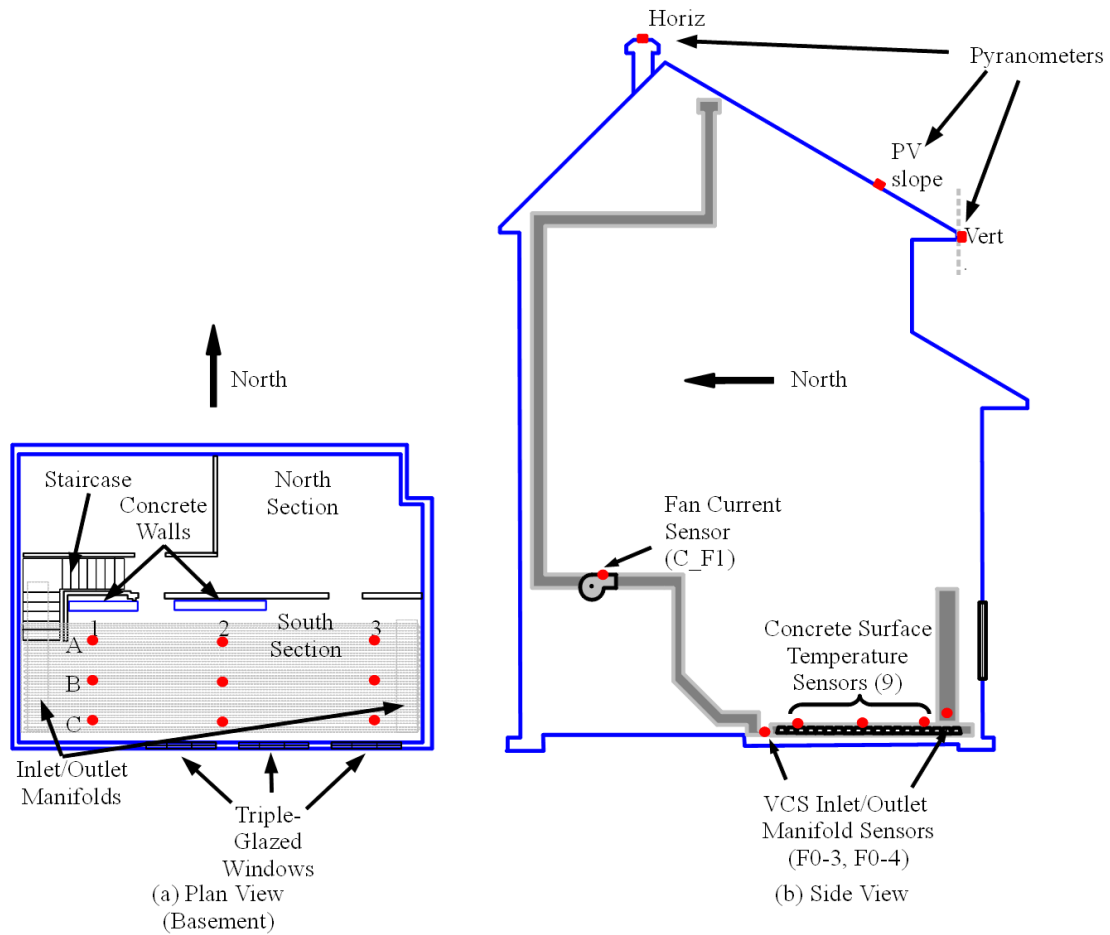 Horiz
Pyranometers
PV
slope
Vert
North
North
Staircase
North
Section
Concrete
Walls
Fan Current
Sensor
(C_F1)
1
2
3
South
Section
A
B
C
Concrete Surface
Temperature
Sensors (9)
Inlet/Outlet
Manifolds
Triple-
Glazed
Windows
VCS Inlet/Outlet
Manifold Sensors
(F0-3, F0-4)
(a) Plan View
(Basement)
(b) Side View